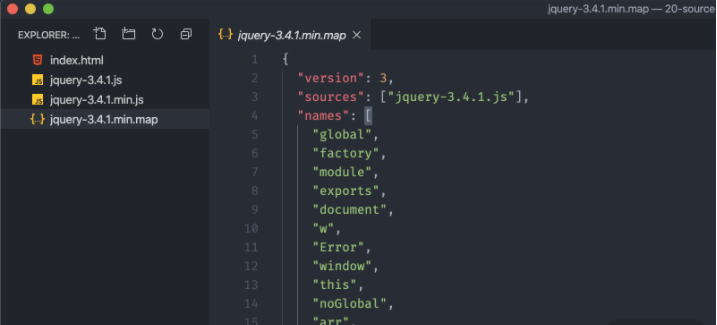 jquery-3.4.1.min.map — 20-source
EXPLORER: ...
index.html
JS jquery-3.4.1.js
JS jquery-3.4.1.min.js
{..} jquery-3.4.1.min.map
{..} jquery-3.4.1.min.map ×
1 {
2 "version": 3,
3 "sources": ["jquery-3.4.1.js"],
4 "names": [
5 "global",
6 "factory",
7 "module",
8 "exports",
9 "document",
10 "w",
11 "Error",
12 "window",
13 "this",
14 "noGlobal",
15 "arr",